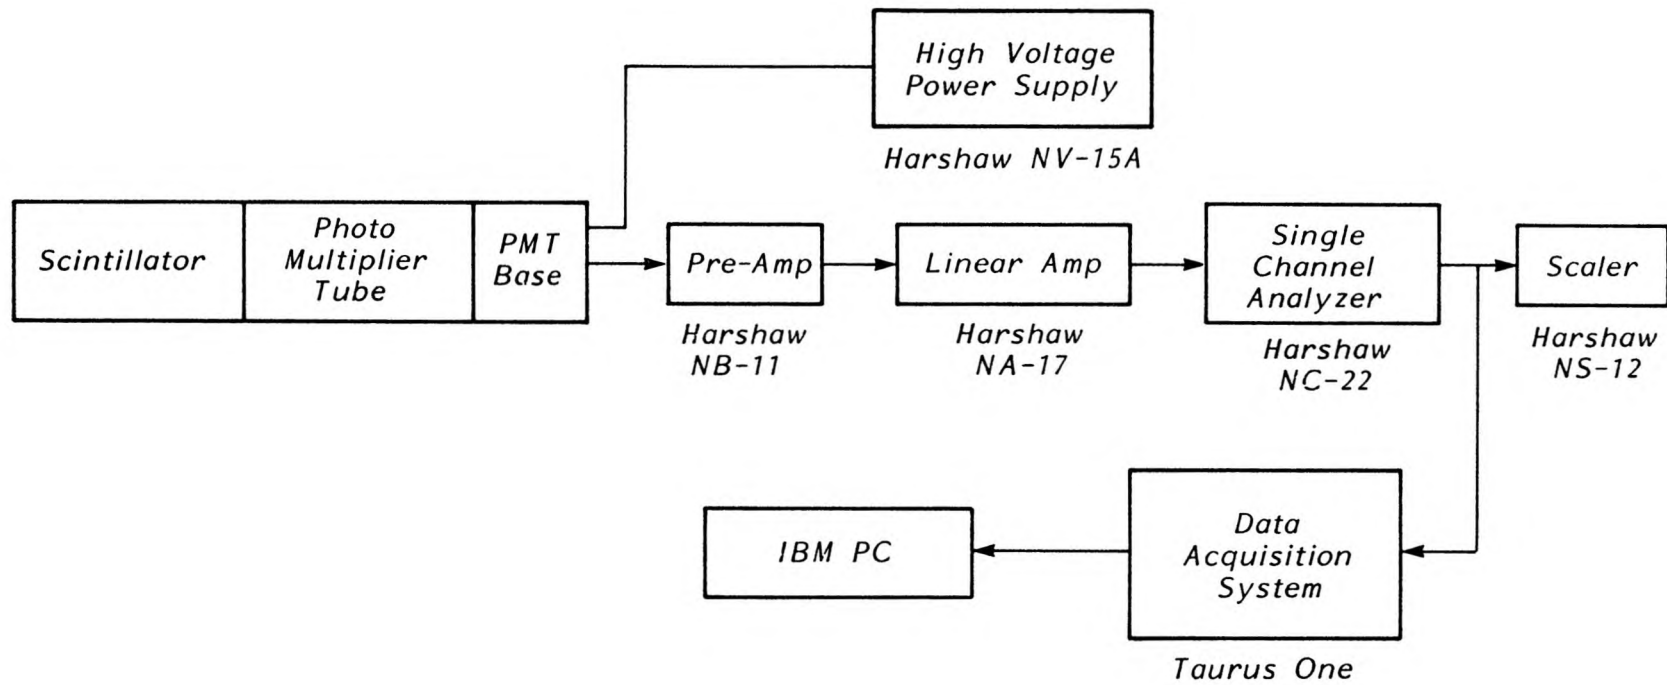 High Voltage
Power Supply
Harshaw NV-15A
Scintillator
Photo
Multiplier
Tube
PMT
Base
Pre-Amp
Harshaw
NB-11
Linear Amp
Harshaw
NA-17
Single
Channel
Analyzer
Harshaw
NC-22
Scaler
Harshaw
NS-12
IBM PC
Data
Acquisition
System
Taurus One